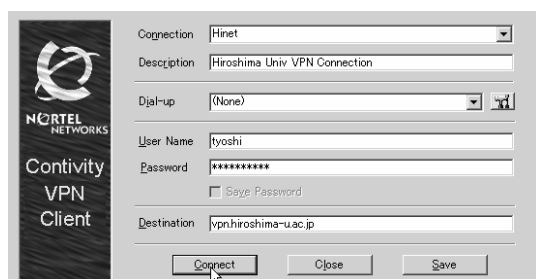 Connection Hinet
Description Hiroshima Univ VPN Connection
Dial-up (None)
NORTEL
NETWORKS
User Name tyoshi
Contivity
VPN
Client
Password **********
Save Password
Destination vpn.hiroshima-u.ac.jp
Connect Close Save